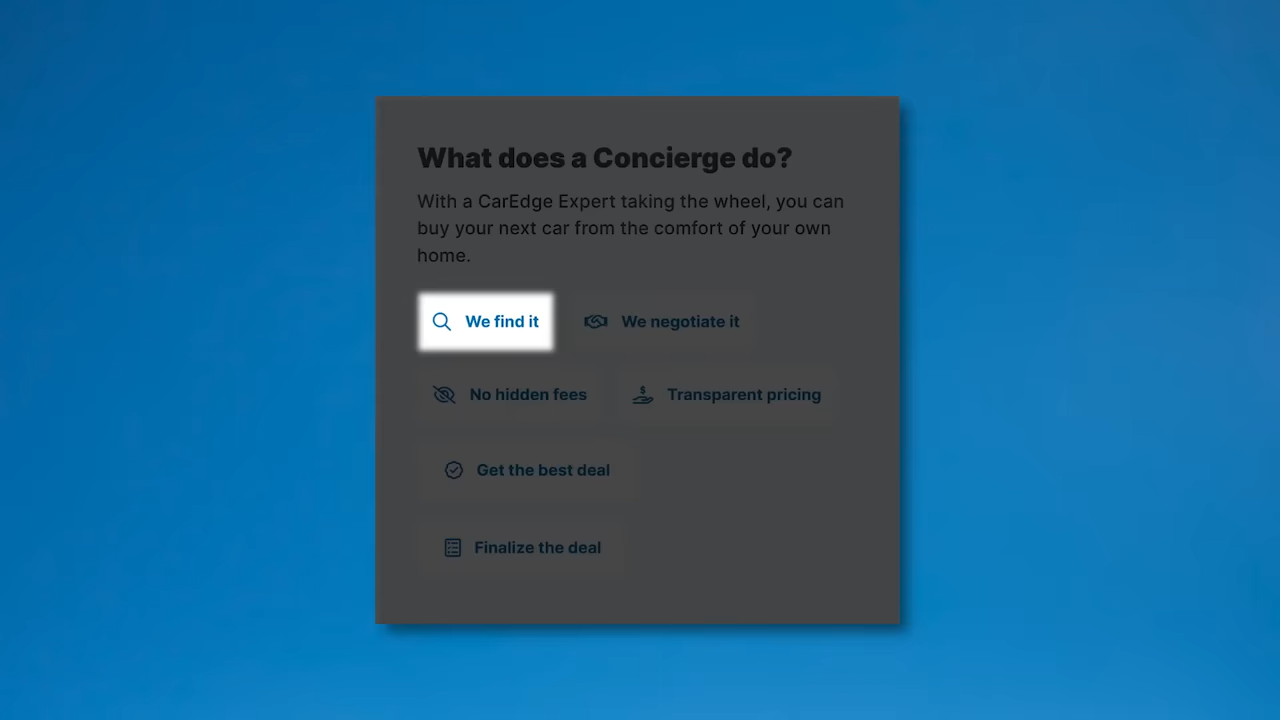 What does a Concierge do?
With a CarEdge Expert taking the wheel, you can
buy your next car from the comfort of your own
home.
We find it
We negotiate it
No hidden fees
Transparent pricing
Get the best deal
Finalize the deal